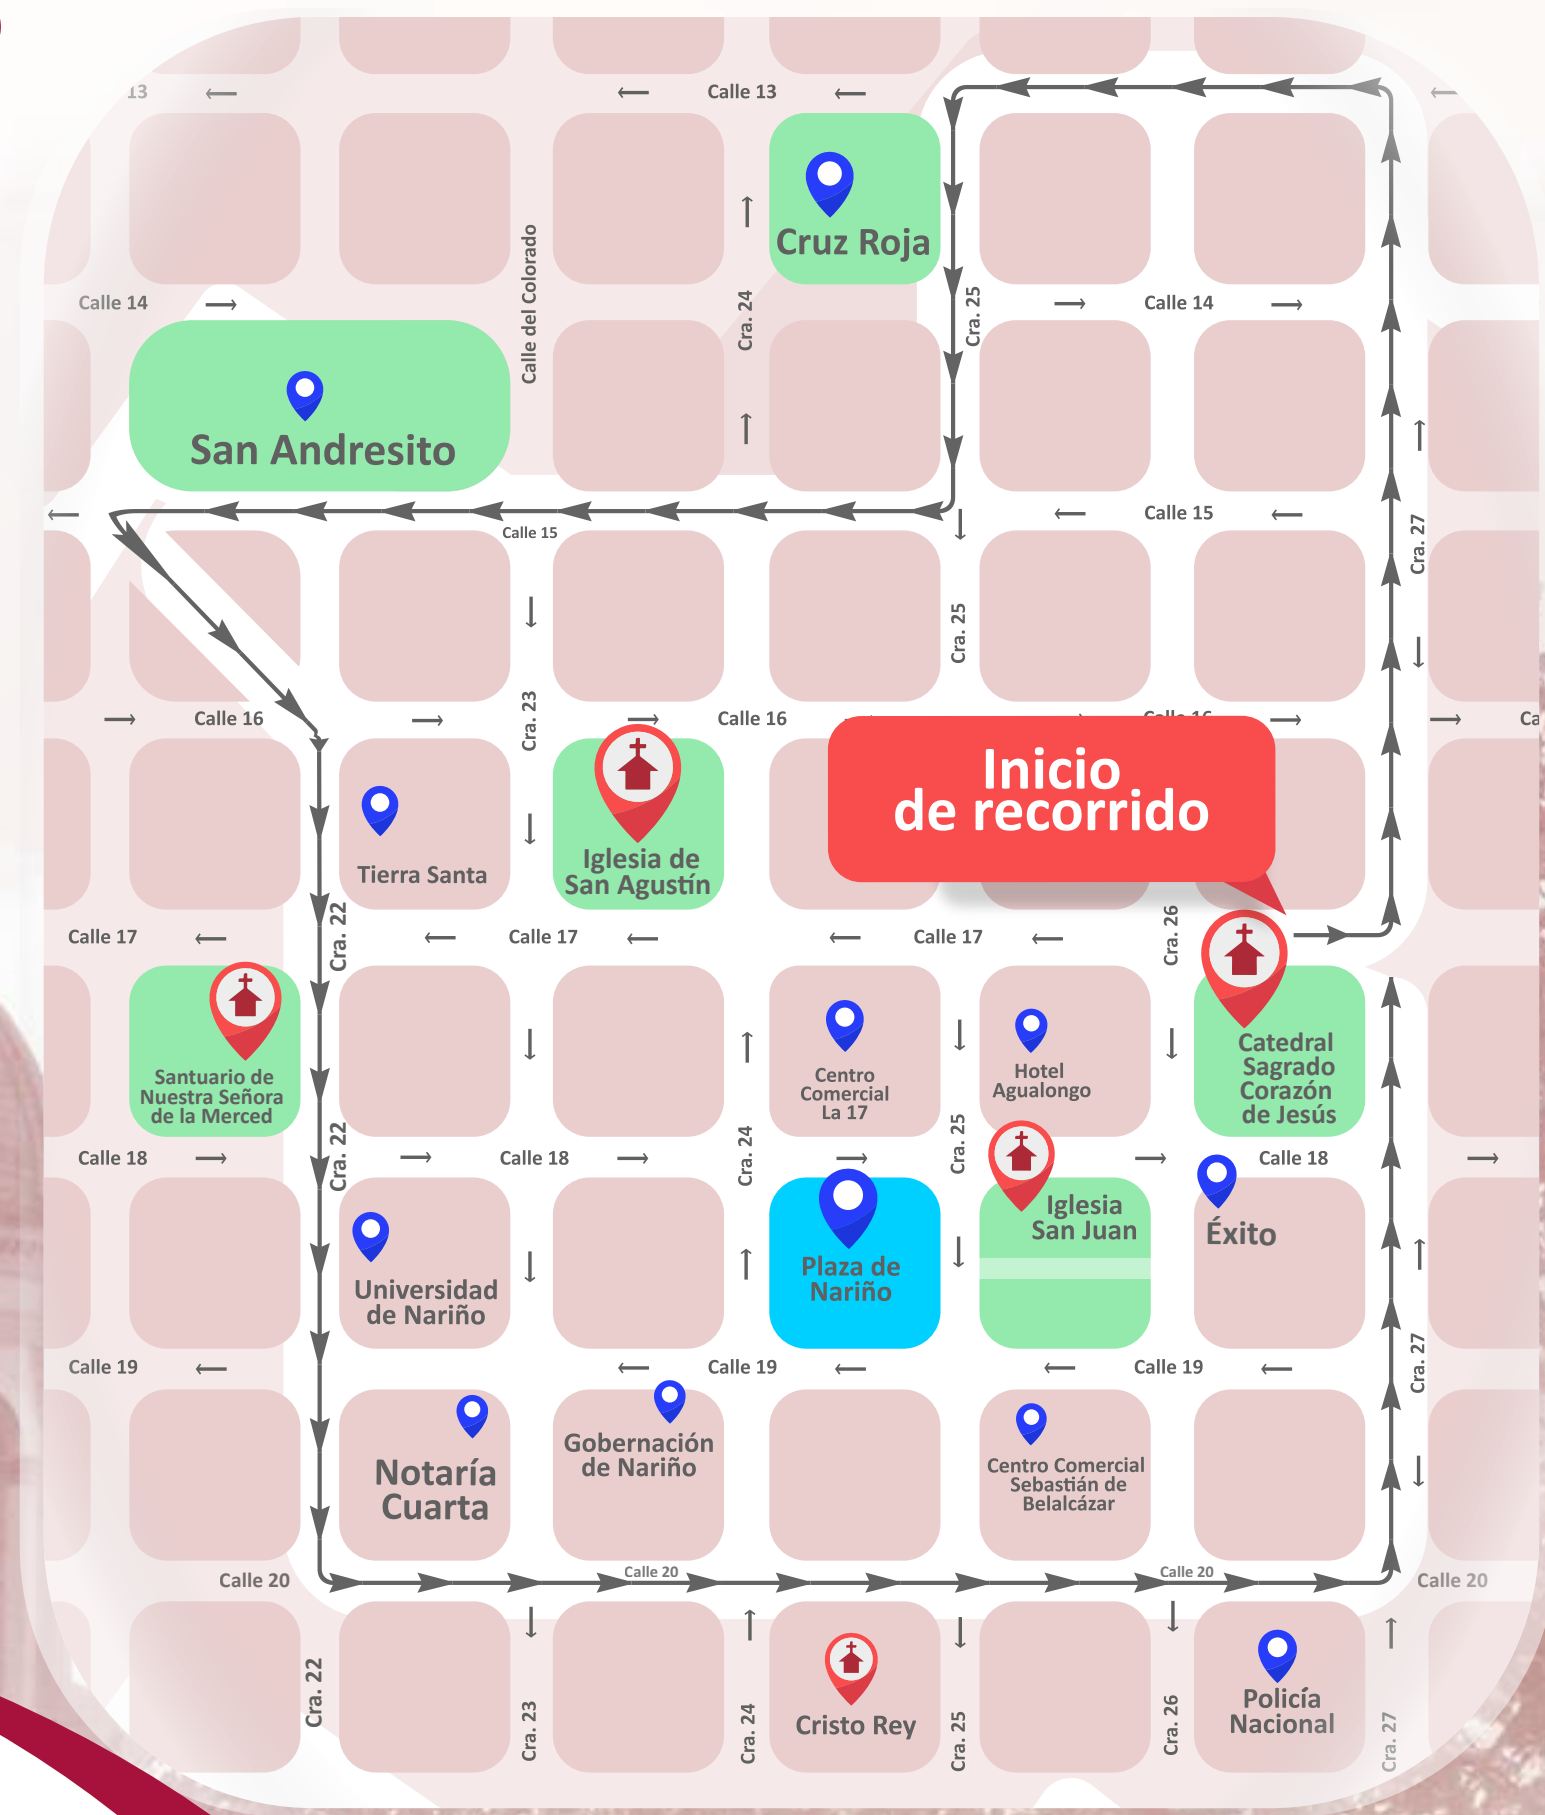 13
Calle 13
Cruz Roja
Calle del Colorado
Cra. 24
Cra. 25
Calle 14
Calle 14
San Andresito
Calle 15
Calle 15
Cra. 27
Cra. 25
Cra. 23
Calle 16
Calle 16
Calle 16
Ca
Inicio
de recorrido
Tierra Santa
Iglesia de
San Agustín
Cra. 22
Cra. 26
Calle 17
Calle 17
Calle 17
Santuario de
Nuestra Señora
de la Merced
Centro
Comercial
La 17
Hotel
Agualongo
Catedral
Sagrado
Corazón
de Jesús
Cra. 22
Cra. 24
Cra. 25
Calle 18
Calle 18
Calle 18
Iglesia
San Juan
Éxito
Plaza de
Nariño
Universidad
de Nariño
Calle 19
Calle 19
Calle 19
Cra. 27
Notaría
Cuarta
Gobernación
de Nariño
Centro Comercial
Sebastián de
Belalcázar
Calle 20
Calle 20
Calle 20
Calle 20
Cra. 22
Cra. 23
Cra. 24
Cristo Rey
Cra. 25
Cra. 26
Policía
Nacional
Cra. 27